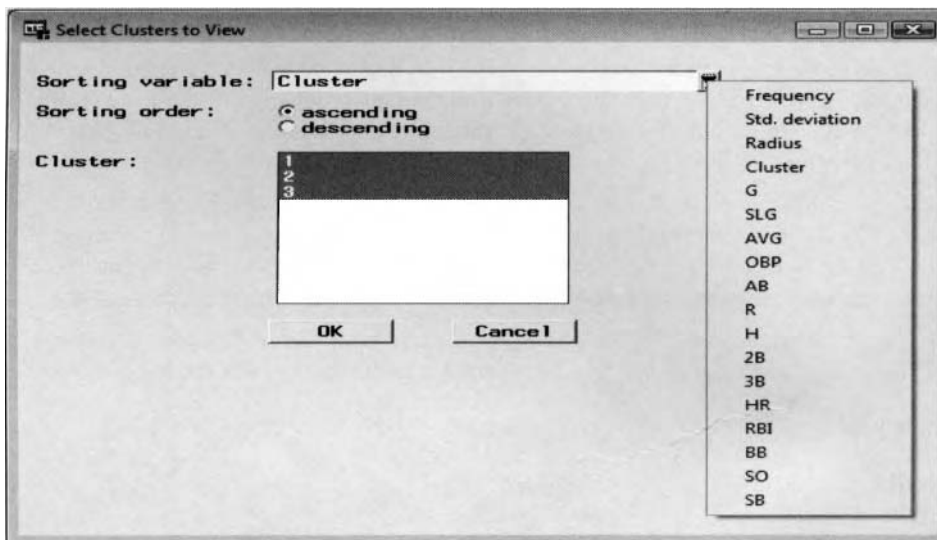 Select Clusters to View
Sorting variable: Cluster
Sorting order: ascending
descending
Cluster:
1
2
3
OK Cancel
Frequency
Std. deviation
Radius
Cluster
G
SLG
AVG
OBP
AB
R
H
2B
3B
HR
RBI
BB
SO
SB